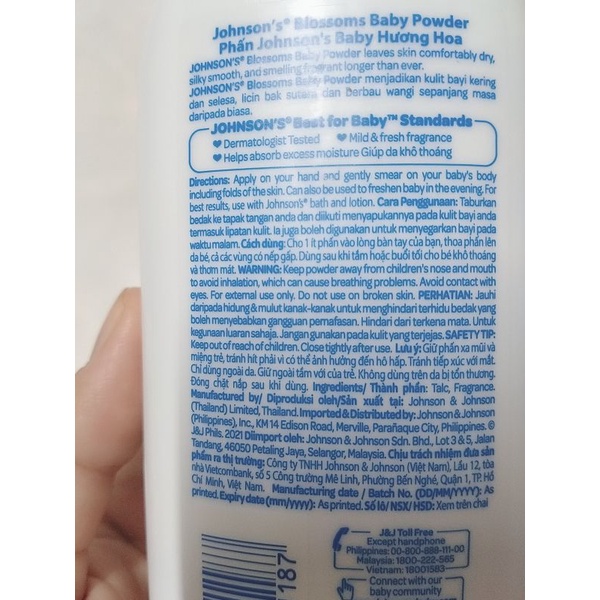 Johnson's® Blossoms Baby Powder
Phấn Johnson's Baby Hương Hoa
JOHNSON'S® Blossoms Baby Powder leaves skin comfortably dry,
silky smooth, and smelling fragrant longer than ever.
JOHNSON'S® Blossoms Baby Powder menjadikan kulit bayi kering
dan selesa, licin bak sutera dan berbau wangi sepanjang masa
daripada biasa.
JOHNSON'S® Best for Baby™ Standards
♥ Dermatologist Tested ♥ Mild & fresh fragrance
♥ Helps absorb excess moisture Giúp da khô thoáng
Directions: Apply on your hand and gently smear on your baby's body
including folds of the skin. Can also be used to freshen baby in the evening. For
best results, use with Johnson's® bath and lotion. Cara Penggunaan: Taburkan
bedak ke tapak tangan anda dan diikuti menyapukannya pada kulit bayi anda
termasuk lipatan kulit. Ia juga boleh digunakan untuk menyegarkan bayi pada
waktu malam. Cách dùng: Cho 1 ít phấn vào lòng bàn tay của bạn, thoa phấn lên
da bé, cả các vùng có nếp gấp. Dùng sau khi tắm hoặc buổi tối cho bé khô thoáng
và thơm mát. WARNING: Keep powder away from children's nose and mouth
to avoid inhalation, which can cause breathing problems. Avoid contact with
eyes. For external use only. Do not use on broken skin. PERHATIAN: Jauhi
daripada hidung & mulut kanak-kanak untuk menghindari terhidu bedak yang
boleh menyebabkan gangguan pernafasan. Hindari dari terkena mata. Untuk
kegunaan luaran sahaja. Jangan gunakan pada kulit yang terjejas. SAFETY TIP:
Keep out of reach of children. Close tightly after use. Lưu ý: Giữ phấn xa mũi và
miệng trẻ, tránh hít phải vì có thể ảnh hưởng đến hô hấp. Tránh tiếp xúc với mắt.
Chỉ dùng ngoài da. Giữ ngoài tầm với của trẻ. Không dùng trên da bị tổn thương.
Đóng chặt nắp sau khi dùng. Ingredients/ Thành phần: Talc, Fragrance.
Manufactured by/ Diproduksi oleh/Sản xuất tại: Johnson & Johnson
(Thailand) Limited, Thailand. Imported & Distributed by: Johnson & Johnson
(Philippines), Inc., KM 14 Edison Road, Merville, Parañaque City, Philippines. ©
J&J Phils. 2021 Diimport oleh: Johnson & Johnson Sdn. Bhd., Lot 3 & 5, Jalan
Tandang, 46050 Petaling Jaya, Selangor, Malaysia. Chịu trách nhiệm đưa sản
phẩm ra thị trường: Công ty TNHH Johnson & Johnson (Việt Nam), Lầu 12, tòa
nhà Vietcombank, số 5 Công trường Mê Linh, Phường Bến Nghé, Quận 1, TP. Hồ
Chí Minh, Việt Nam. Manufacturing date / Batch No. (DD/MM/YYYY): As
printed. Expiry date (mm/yyyy): As printed. Số lô/ NSX/ HSD: Xem trên chai
187
J&J Toll Free
Except handphone
Philippines: 00-800-888-111-00
Malaysia: 1800-222-565
Vietnam: 18001583
Connect with our
baby community